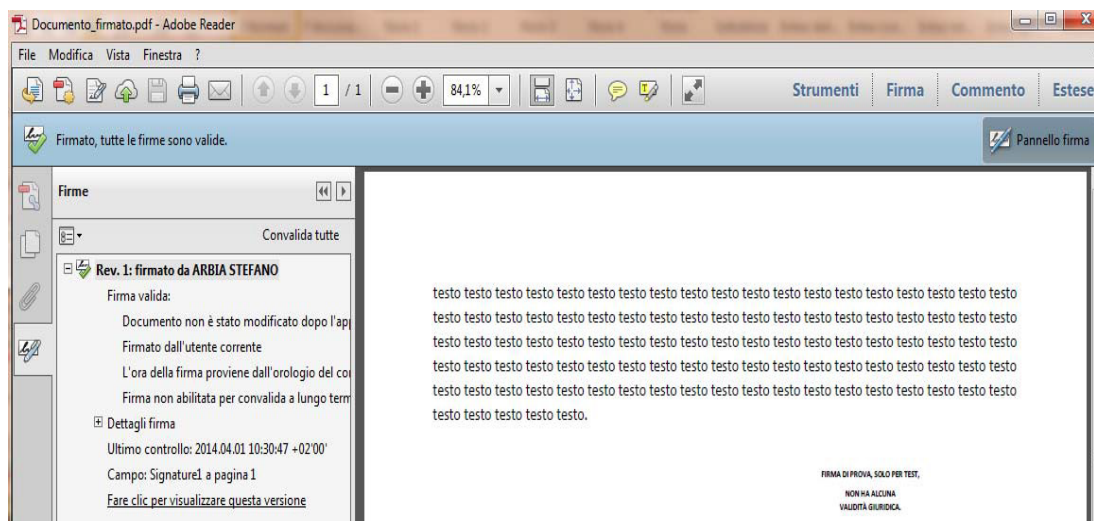 Documento_firmato.pdf - Adobe Reader
File Modifica Vista Finestra ?
1 / 1 84,1% Strumenti Firma Commento Estese
Firmato, tutte le firme sono valide.
Pannello firma
Firme
Convalida tutte
Rev. 1: firmato da ARBIA STEFANO
Firma valida:
Documento non è stato modificato dopo l'app
Firmato dall'utente corrente
L'ora della firma proviene dall'orologio del co
Firma non abilitata per convalida a lungo term
Dettagli firma
Ultimo controllo: 2014.04.01 10:30:47 +02'00'
Campo: Signature1 a pagina 1
Fare clic per visualizzare questa versione
testo testo testo testo testo testo testo testo testo testo testo testo testo testo testo testo testo testo testo
testo testo testo testo testo testo testo testo testo testo testo testo testo testo testo testo testo testo testo
testo testo testo testo testo testo testo testo testo testo testo testo testo testo testo testo testo testo testo
testo testo testo testo testo testo testo testo testo testo testo testo testo testo testo testo testo testo testo
testo testo testo testo testo testo testo testo testo testo testo testo testo testo testo testo testo testo testo
testo testo testo testo testo.
FIRMA DI PROVA, SOLO PER TEST,
NON HA ALCUNA
VALIDITÀ GIURIDICA.